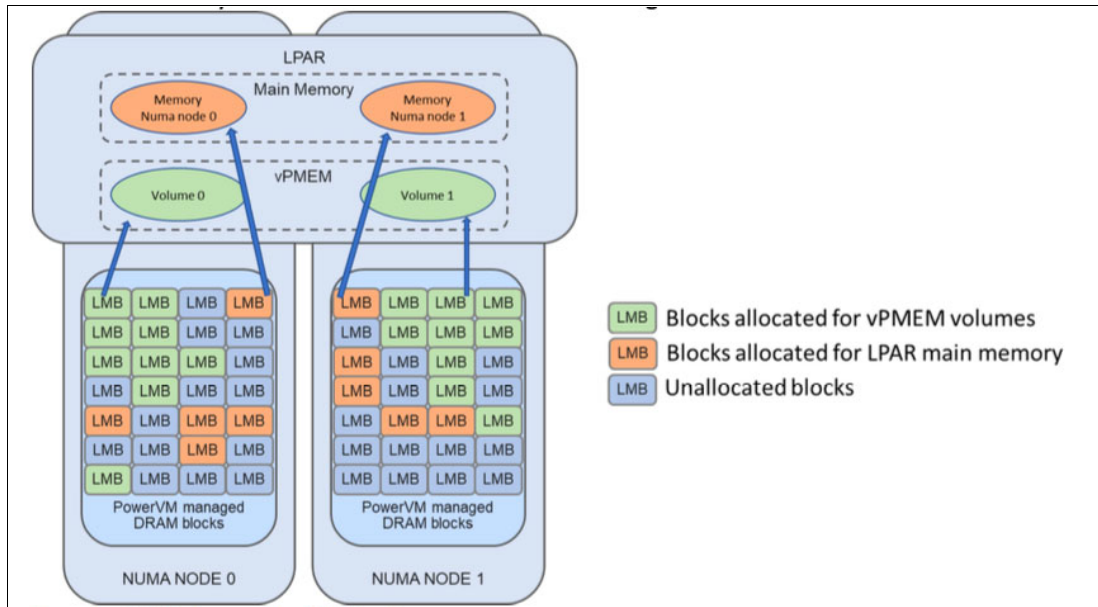 LPAR
Main Memory
Memory
Numa node 0
Memory
Numa node 1
vPMEM
Volume 0
Volume 1
LMB LMB LMB LMB
LMB LMB LMB LMB
LMB LMB LMB LMB
LMB LMB LMB LMB
LMB LMB LMB LMB
LMB LMB LMB LMB
LMB LMB LMB LMB
PowerVM managed
DRAM blocks
NUMA NODE 0
LMB LMB LMB LMB
LMB LMB LMB LMB
LMB LMB LMB LMB
LMB LMB LMB LMB
LMB LMB LMB LMB
LMB LMB LMB LMB
LMB LMB LMB LMB
PowerVM managed
DRAM blocks
NUMA NODE 1
LMB Blocks allocated for vPMEM volumes
LMB Blocks allocated for LPAR main memory
LMB Unallocated blocks